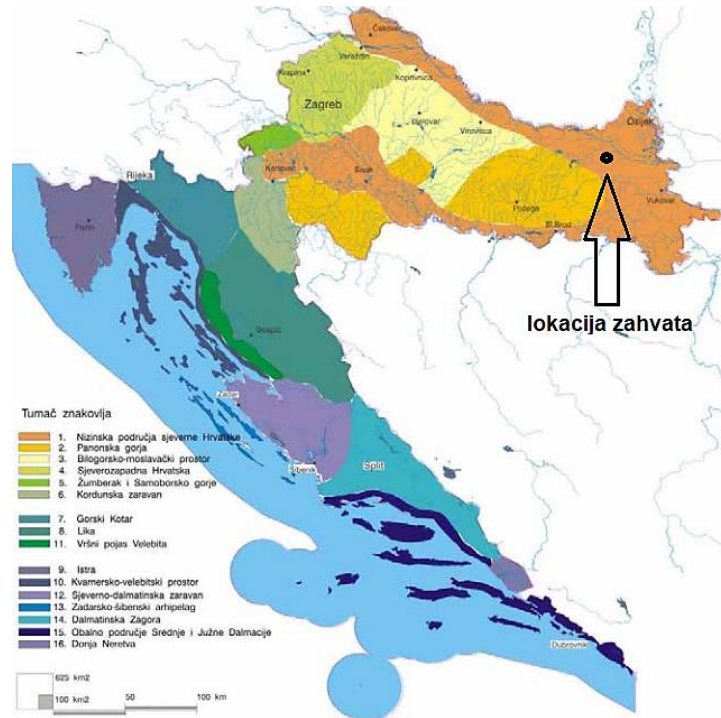 Čakovec
Varaždin
Krapina
Koprivnica
Zagreb
Bjelovar
Virovitica
Osijek
Karlovac
Sisak
Rijeka
Požega
Vukovar
Sl.Brod
Pazin
lokacija zahvata
Gospić
Zadar
Tumač znakovlja
1. Nizinska područja sjeverne Hrvatske
2. Panonska gorja
3. Bilogorsko-moslavački prostor
4. Sjeverozapadna Hrvatska
5. Žumberak i Samoborsko gorje
6. Kordunska zaravan
Šibenik
Split
7. Gorski Kotar
8. Lika
11. Vršni pojas Velebita
9. Istra
10. Kvarnersko-velebitski prostor
12. Sjeverno-dalmatinska zaravan
13. Zadarsko-šibenski arhipelag
14. Dalmatinska Zagora
15. Obalno područje Srednje i Južne Dalmacije
16. Donja Neretva
Dubrovnik
625 km2
100 km2
50
100 km